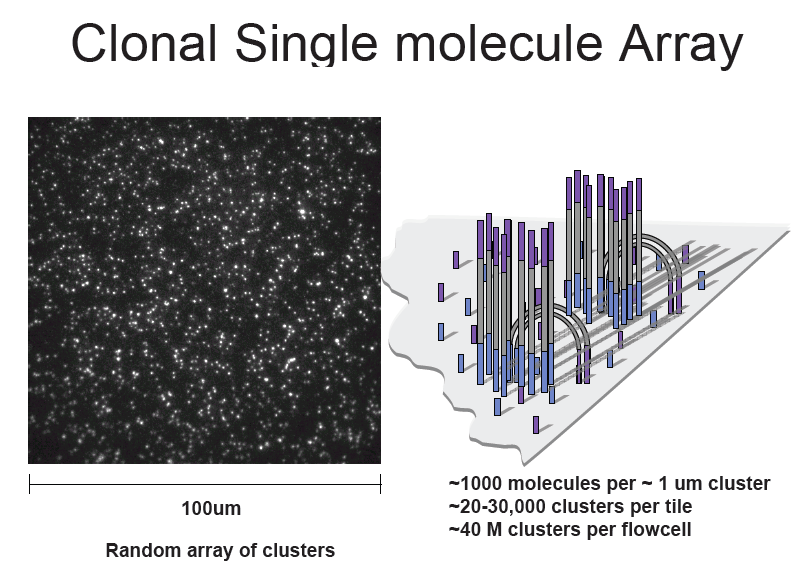 Clonal Single molecule Array
100um
Random array of clusters
~1000 molecules per ~ 1 um cluster
~20-30,000 clusters per tile
~40 M clusters per flowcell